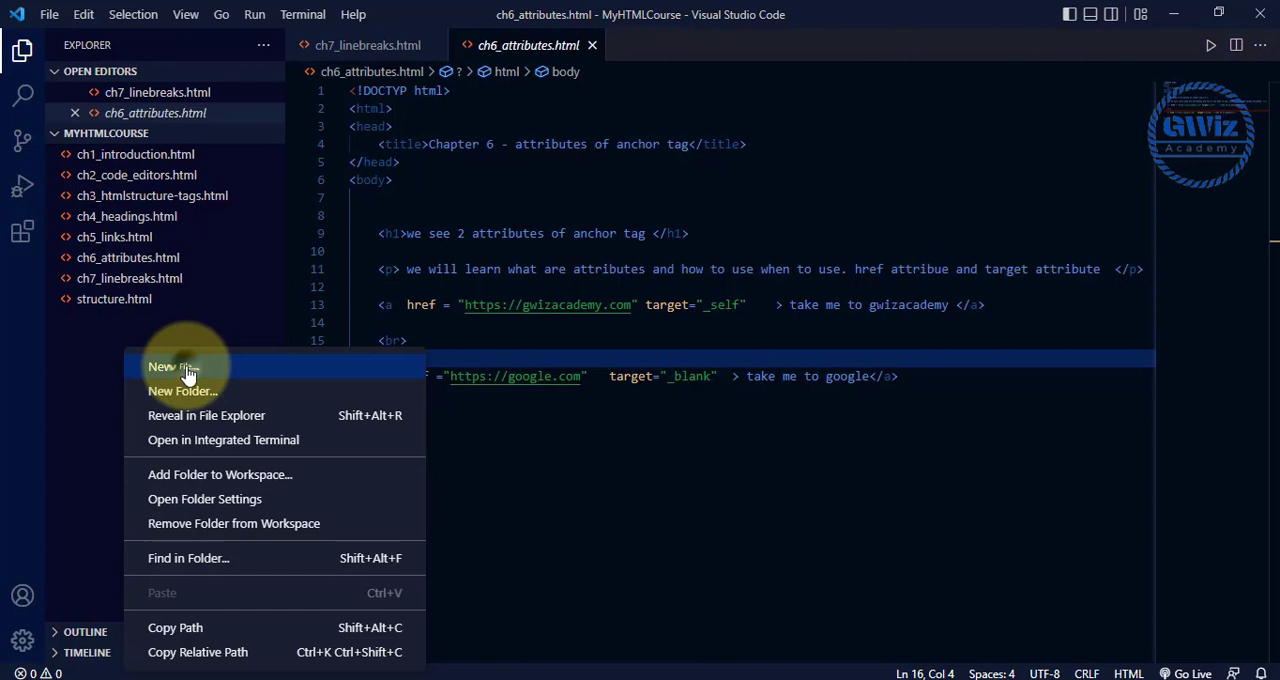 File Edit Selection View Go Run Terminal Help
ch6_attributes.html - MyHTMLCourse - Visual Studio Code
EXPLORER
OPEN EDITORS
ch7_linebreaks.html
ch6_attributes.html
MYHTMLCOURSE
ch1_introduction.html
ch2_code_editors.html
ch3_htmlstructure-tags.html
ch4_headings.html
ch5_links.html
ch6_attributes.html
ch7_linebreaks.html
structure.html
OUTLINE
TIMELINE
ch7_linebreaks.html
ch6_attributes.html
ch6_attributes.html > ? > html > body
1 <!DOCTYP html>
2 <html>
3 <head>
4 <title>Chapter 6 - attributes of anchor tag</title>
5 </head>
6 <body>
7
8
9 <h1>we see 2 attributes of anchor tag </h1>
10
11 <p> we will learn what are attributes and how to use when to use. href attribue and target attribute </p>
12
13 <a href = "https://gwizacademy.com" target="_self" > take me to gwizacademy </a>
14
15 <br>
f ="https://google.com" target="_blank" > take me to google</a>
New
New Folder...
Reveal in File Explorer Shift+Alt+R
Open in Integrated Terminal
Add Folder to Workspace...
Open Folder Settings
Remove Folder from Workspace
Find in Folder... Shift+Alt+F
Paste Ctrl+V
Copy Path Shift+Alt+C
Copy Relative Path Ctrl+K Ctrl+Shift+C
GWiz
Academy
0 0
Ln 16, Col 4 Spaces: 4 UTF-8 CRLF HTML Go Live